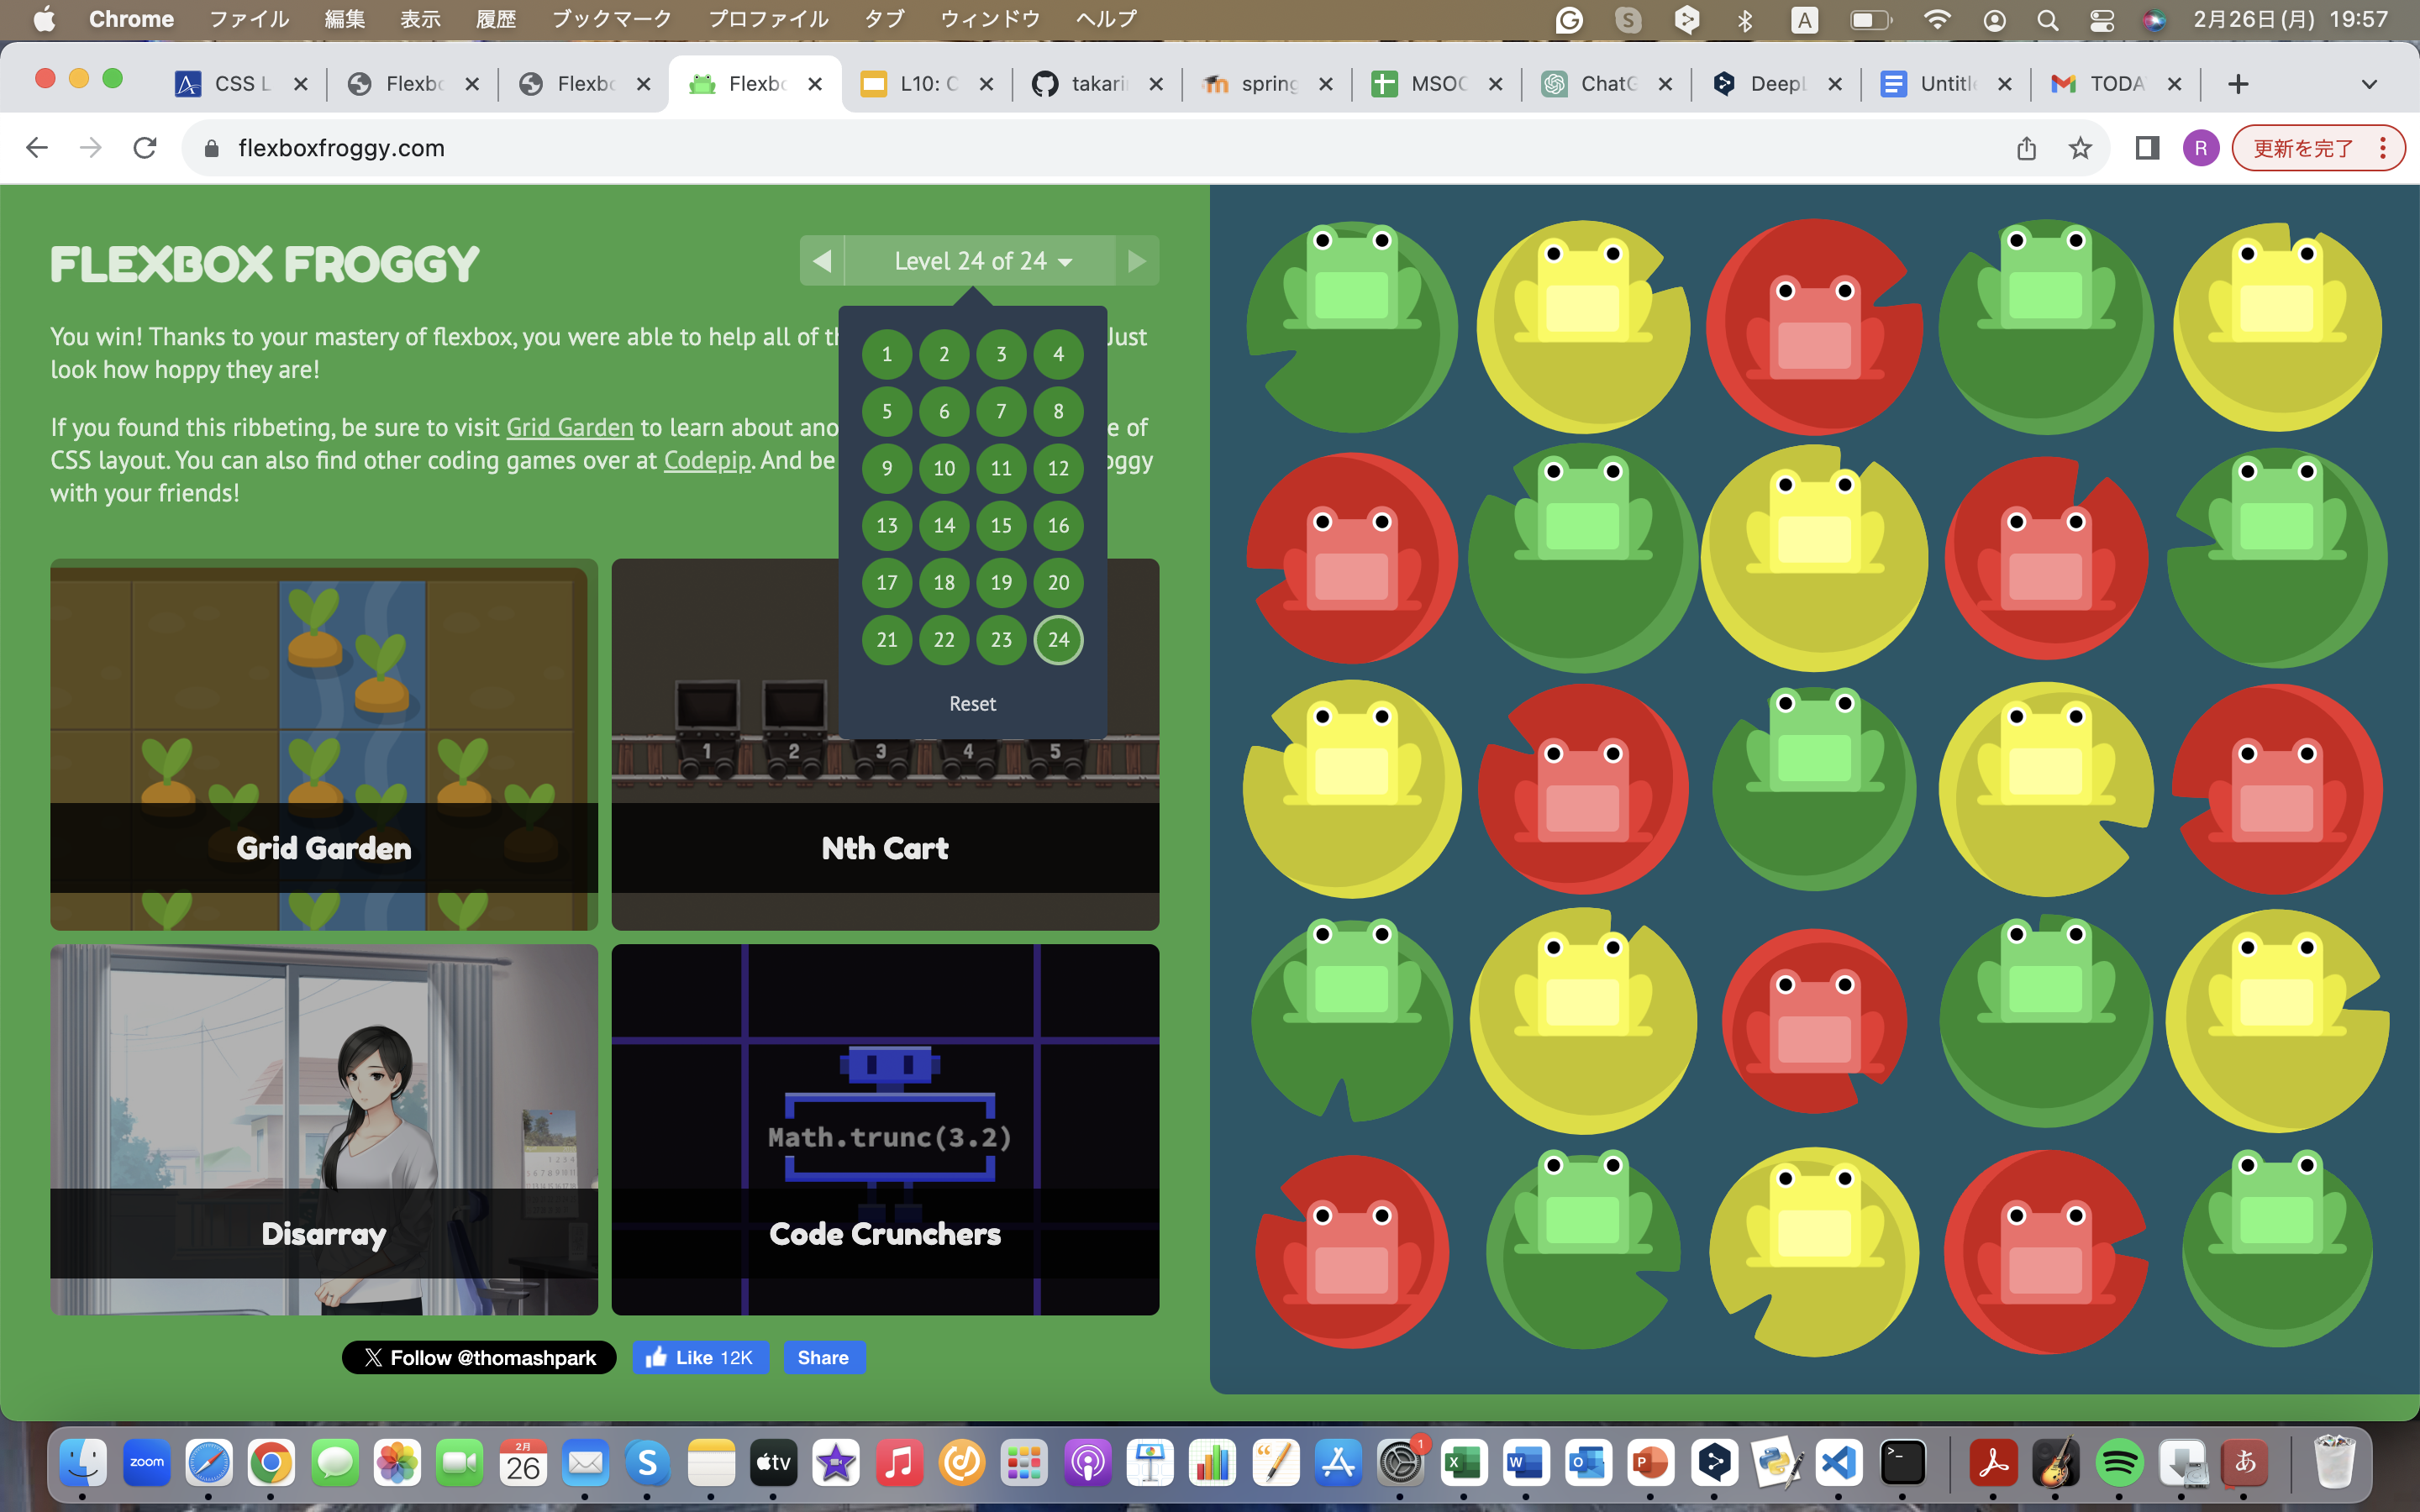 Chrome ファイル 編集 表示 履歴 ブックマーク プロファイル タブ ウィンドウ ヘルプ A 2月26日(月) 19:57
CSS L Flexbo Flexbo Flexbo L10: C takari spring MSOC ChatG DeepL Untitle TODA
flexboxfroggy.com R 更新を完了
FLEXBOX FROGGY
Level 24 of 24
You win! Thanks to your mastery of flexbox, you were able to help all of th Just
look how hoppy they are!
If you found this ribbeting, be sure to visit Grid Garden to learn about ano e of
CSS layout. You can also find other coding games over at Codepip. And be oggy
with your friends!
1 2 3 4
5 6 7 8
9 10 11 12
13 14 15 16
17 18 19 20
21 22 23 24
Reset
1 2 3 4 5
Grid Garden
Nth Cart
Math.trunc(3.2)
Disarray
Code Crunchers
Follow @thomashpark
Like 12K
Share
zoom 2月 26 S tv 1 X W O P >_ あ